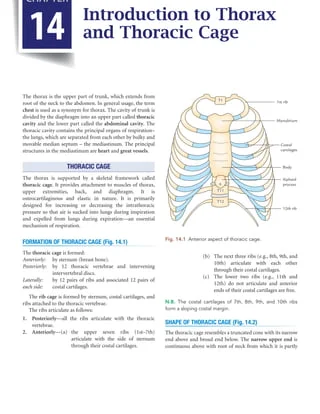 CHAPTER
14
Introduction to Thorax
and Thoracic Cage
The thorax is the upper part of trunk, which extends from
root of the neck to the abdomen. In general usage, the term
chest is used as a synonym for thorax. The cavity of trunk is
divided by the diaphragm into an upper part called thoracic
cavity and the lower part called the abdominal cavity. The
thoracic cavity contains the principal organs of respiration–
the lungs, which are separated from each other by bulky and
movable median septum – the mediastinum. The principal
structures in the mediastinum are heart and great vessels.
THORACIC CAGE
The thorax is supported by a skeletal framework called
thoracic cage. It provides attachment to muscles of thorax,
upper extremities, back, and diaphragm. It is
osteocartilaginous and elastic in nature. It is primarily
designed for increasing or decreasing the intrathoracic
pressure so that air is sucked into lungs during inspiration
and expelled from lungs during expiration—an essential
mechanism of respiration.
FORMATION OF THORACIC CAGE (Fig. 14.1)
The thoracic cage is formed:
Anteriorly: by sternum (breast bone).
Posteriorly: by 12 thoracic vertebrae and intervening
intervertebral discs.
Laterally: by 12 pairs of ribs and associated 12 pairs of
each side: costal cartilages.
The rib cage is formed by sternum, costal cartilages, and
ribs attached to the thoracic vertebrae.
The ribs articulate as follows.
1. Posteriorly—all the ribs articulate with the thoracic
vertebrae.
2. Anteriorly—(a) the upper seven ribs (1st–7th)
articulate with the side of sternum
through their costal cartilages.
T1
1st rib
Manubrium
Costal
cartilages
Body
Xiphoid
process
T11
T12
12th rib
Fig. 14.1 Anterior aspect of thoracic cage.
(b) The next three ribs (e.g., 8th, 9th, and
10th) articulate with each other
through their costal cartilages.
(c) The lower two ribs (e.g., 11th and
12th) do not articulate and anterior
ends of their costal cartilages are free.
N.B. The costal cartilages of 7th, 8th, 9th, and 10th ribs
form a sloping costal margin.
SHAPE OF THORACIC CAGE (Fig. 14.2)
The thoracic cage resembles a truncated cone with its narrow
end above and broad end below. The narrow upper end is
continuous above with root of neck from which it is partly